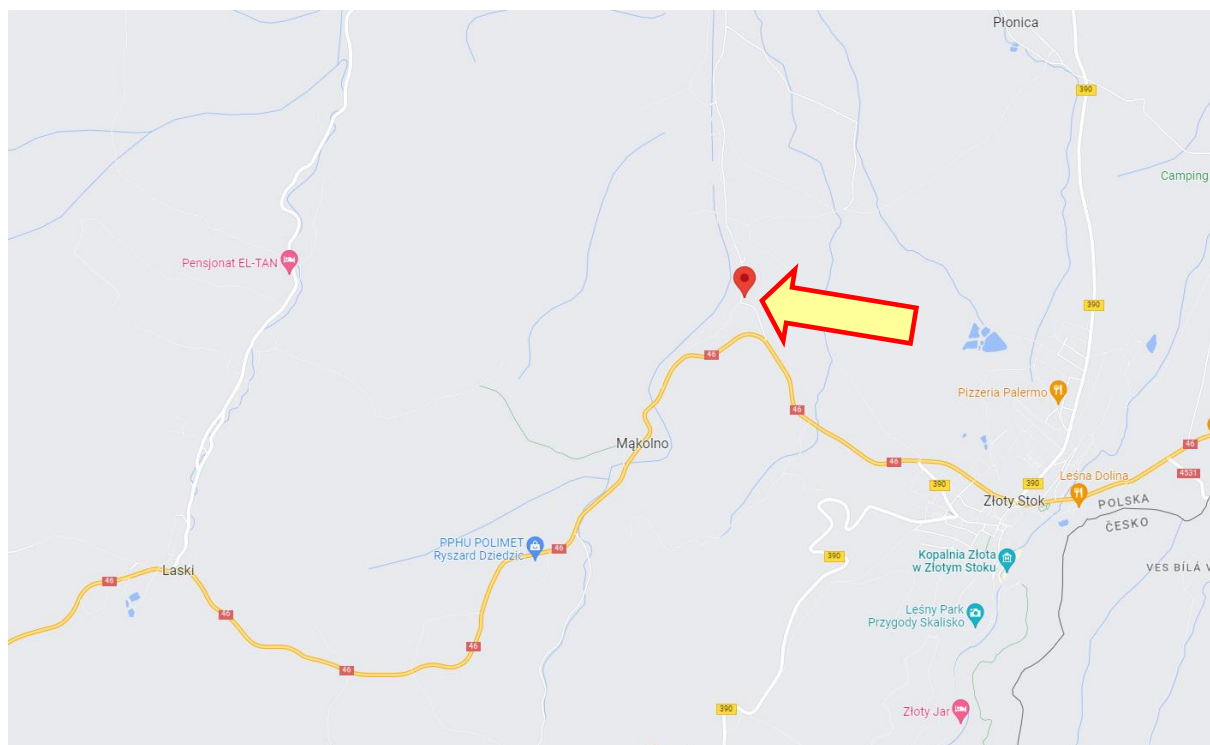 Płonica
390
Camping
Pensjonat EL-TAN
390
46
Pizzeria Palermo
46
Mąkolno
46
46
390
Leśna Dolina
4531
390
Złoty Stok
POLSKA
ČESKO
PPHU POLIMET
Ryszard Dziedzic
46
390
Kopalnia Złota
w Złotym Stoku
VES BÍLÁ V
Laski
46
Leśny Park
Przygody Skalisko
46
46
46
390
Złoty Jar